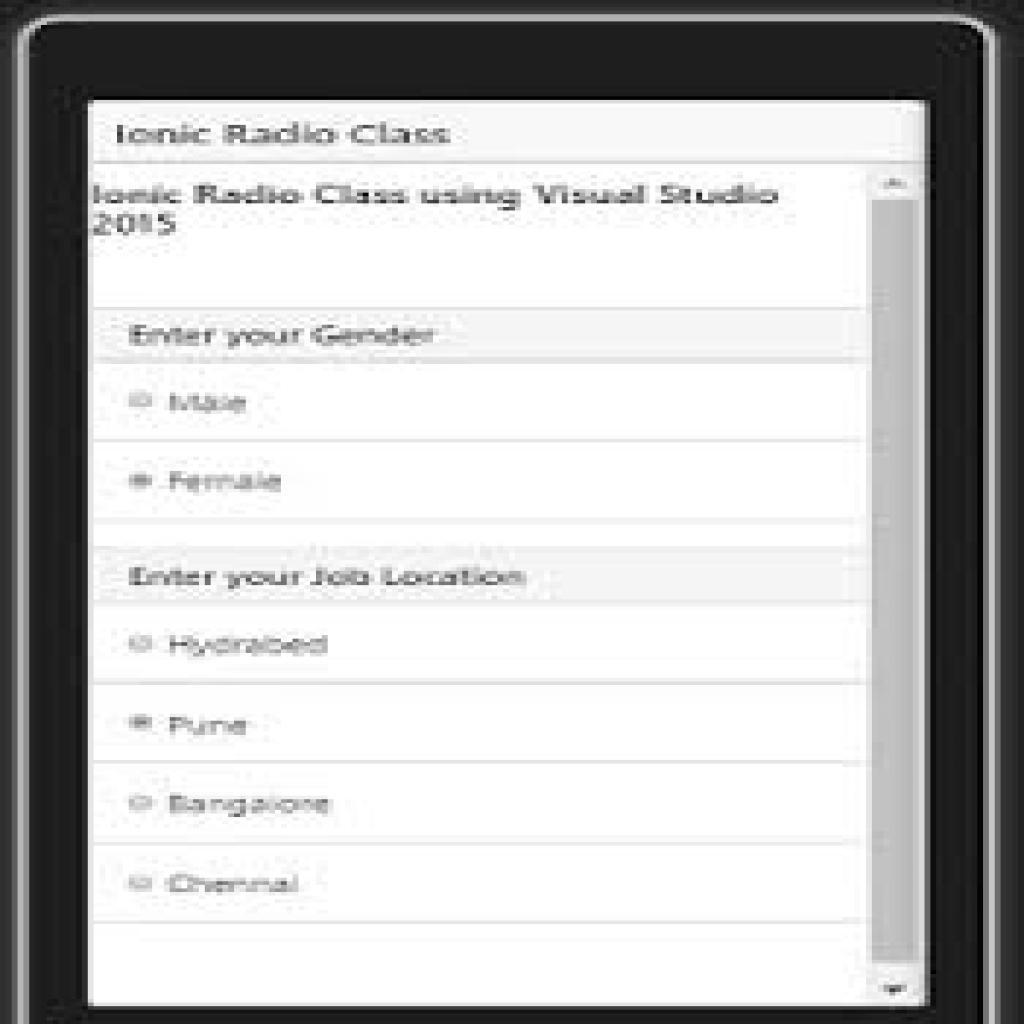 Ionic Radio Class
Ionic Radio Class using Visual Studio
2015
Enter your Gender
Male
Female
Enter your Job Location
Hydrabed
Pune
Bangalore
Chennai